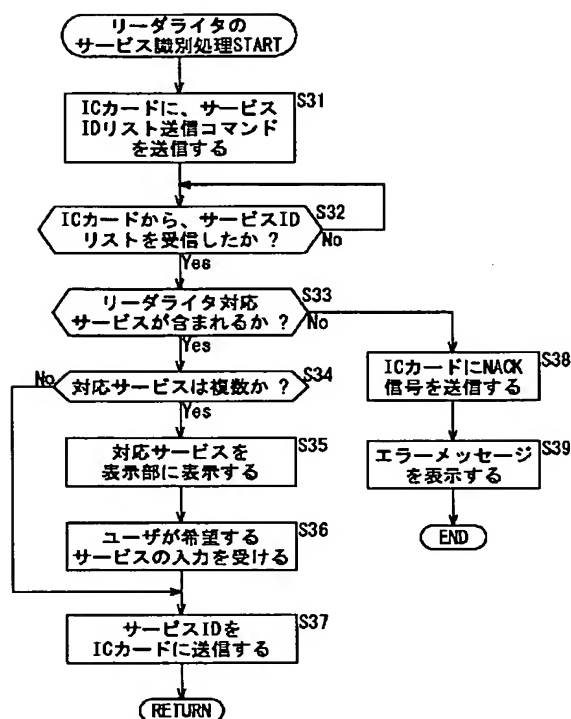 リーダライタの
サービス識別処理START
ICカードに、サービス
IDリスト送信コマンド
を送信する
S31
ICカードから、サービスID
リストを受信したか ?
S32
No
Yes
リーダライタ対応
サービスが含まれるか ?
S33
No
Yes
対応サービスは複数か ?
S34
No
Yes
対応サービスを
表示部に表示する
S35
ユーザが希望する
サービスの入力を受ける
S36
サービスIDを
ICカードに送信する
S37
RETURN
ICカードにNACK
信号を送信する
S38
エラーメッセージ
を表示する
S39
END